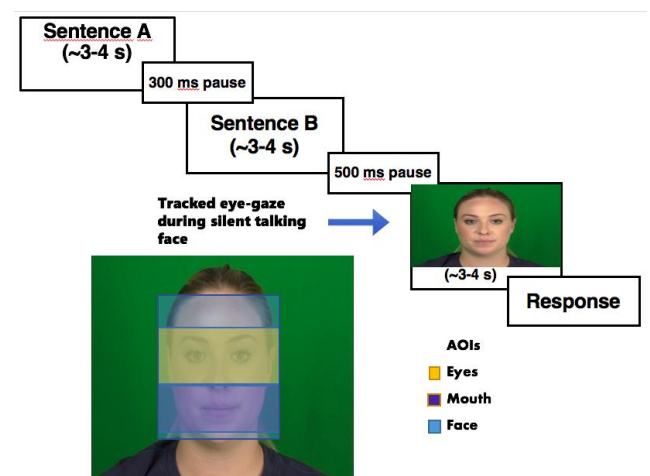 Sentence A
(~3-4 s)
300 ms pause
Sentence B
(~3-4 s)
500 ms pause
Tracked eye-gaze
during silent talking
face
(~3-4 s)
Response
AOIs
Eyes
Mouth
Face